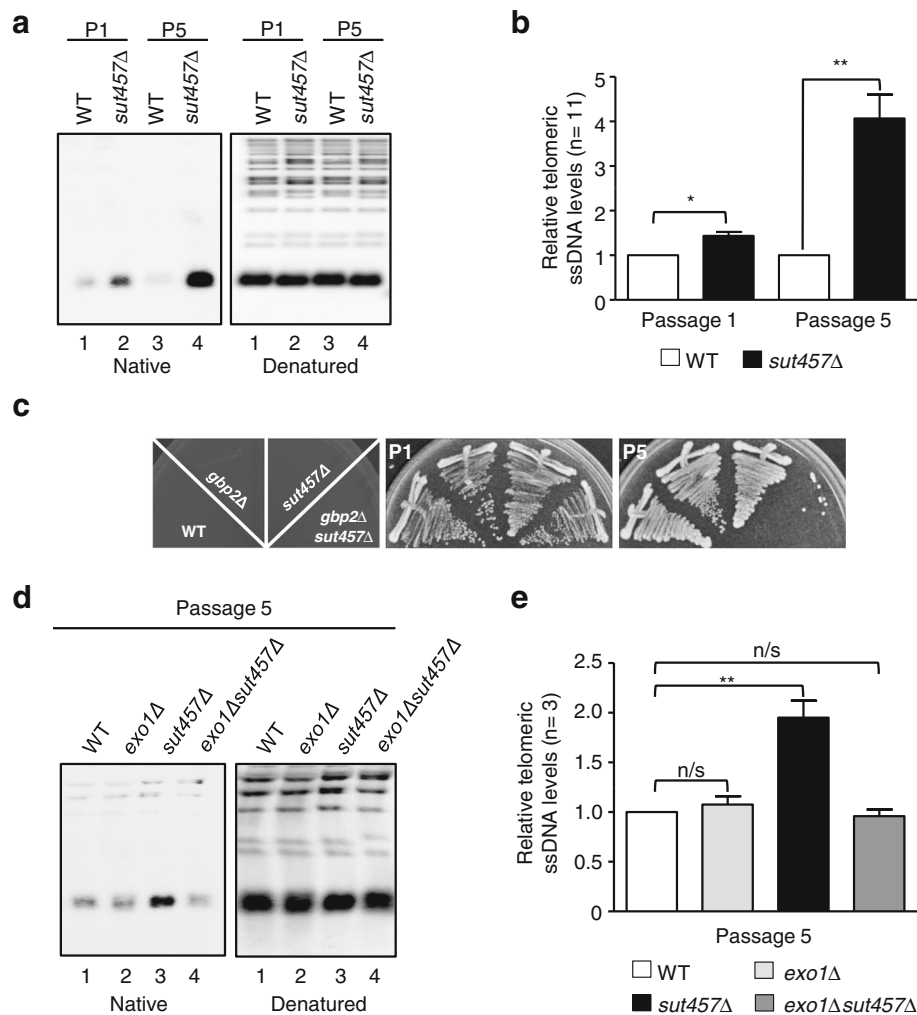 a
P1 P5 P1 P5
WT sut457Δ WT sut457Δ WT sut457Δ WT sut457Δ
1 2 3 4 1 2 3 4
Native Denatured
b
Relative telomeric
ssDNA levels (n= 11)
5
4
3
2
1
0
*
**
Passage 1 Passage 5
WT sut457Δ
c
WT
gbp2Δ
sut457Δ
gbp2Δ
sut457Δ
P1
P5
d
Passage 5
WT exo1Δ sut457Δ exo1Δsut457Δ WT exo1Δ sut457Δ exo1Δsut457Δ
1 2 3 4 1 2 3 4
Native Denatured
e
Relative telomeric
ssDNA levels (n= 3)
2.5
2.0
1.5
1.0
0.5
0
n/s
**
n/s
Passage 5
WT exo1Δ
sut457Δ exo1Δsut457Δ